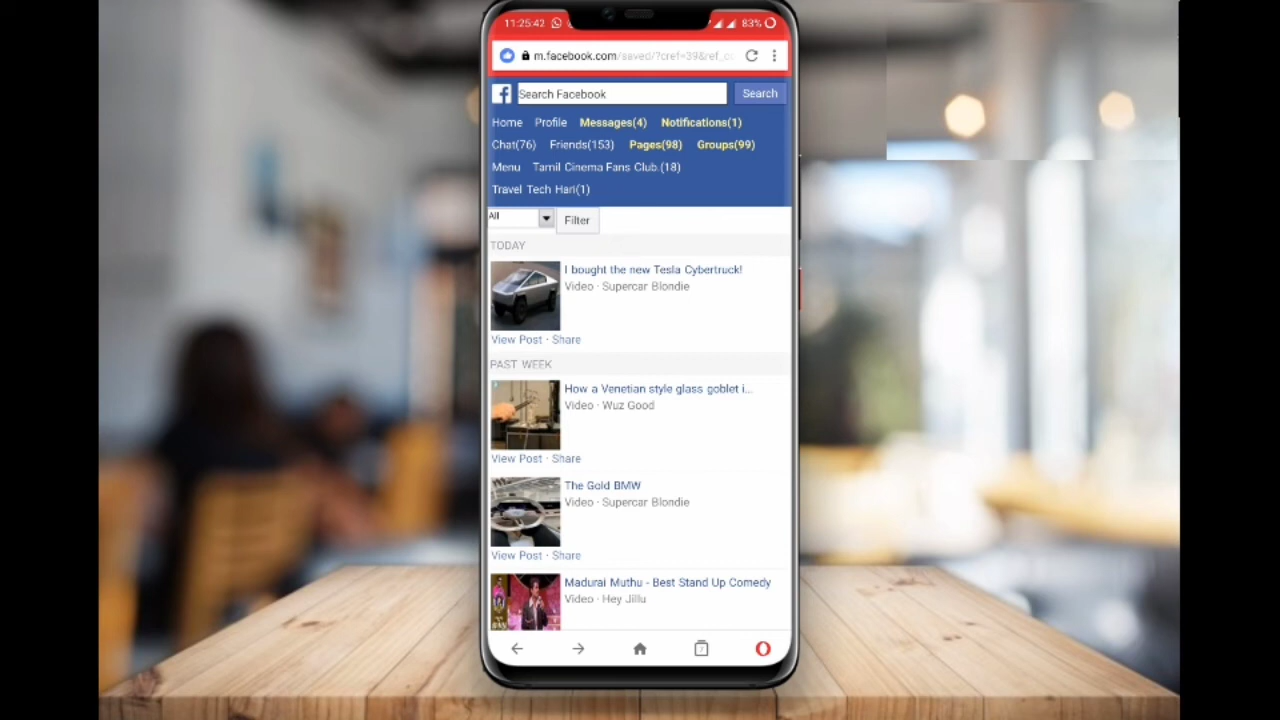 11:25:42 83%
m.facebook.com/saved/?cref=39&ref_c
Search Facebook Search
Home Profile Messages(4) Notifications(1)
Chat(76) Friends(153) Pages(98) Groups(99)
Menu Tamil Cinema Fans Club.(18)
Travel Tech Hari(1)
All Filter
TODAY
I bought the new Tesla Cybertruck!
Video · Supercar Blondie
View Post · Share
PAST WEEK
How a Venetian style glass goblet i...
Video · Wuz Good
View Post · Share
The Gold BMW
Video · Supercar Blondie
View Post · Share
Madurai Muthu - Best Stand Up Comedy
Video · Hey Jillu